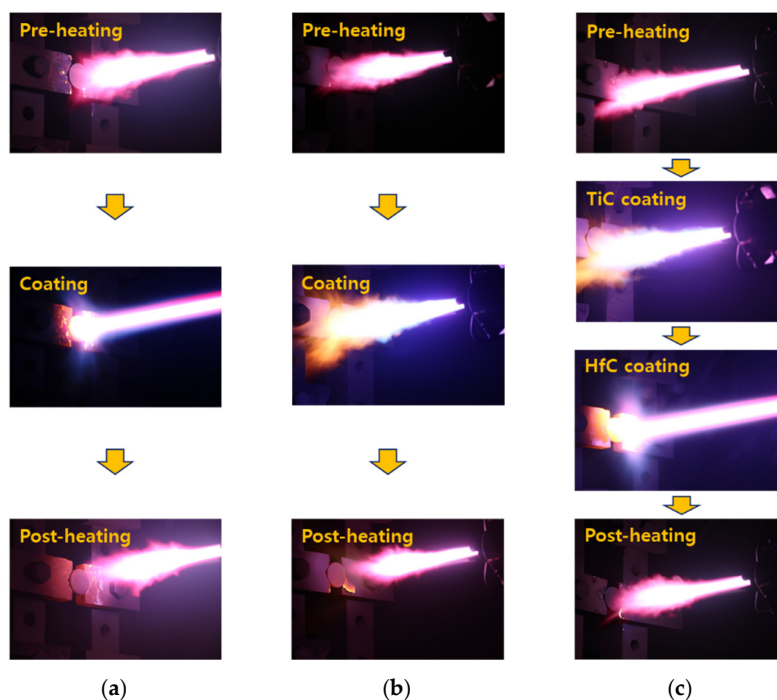 Pre-heating
Coating
Post-heating
(a)
Pre-heating
Coating
Post-heating
(b)
Pre-heating
TiC coating
HfC coating
Post-heating
(c)